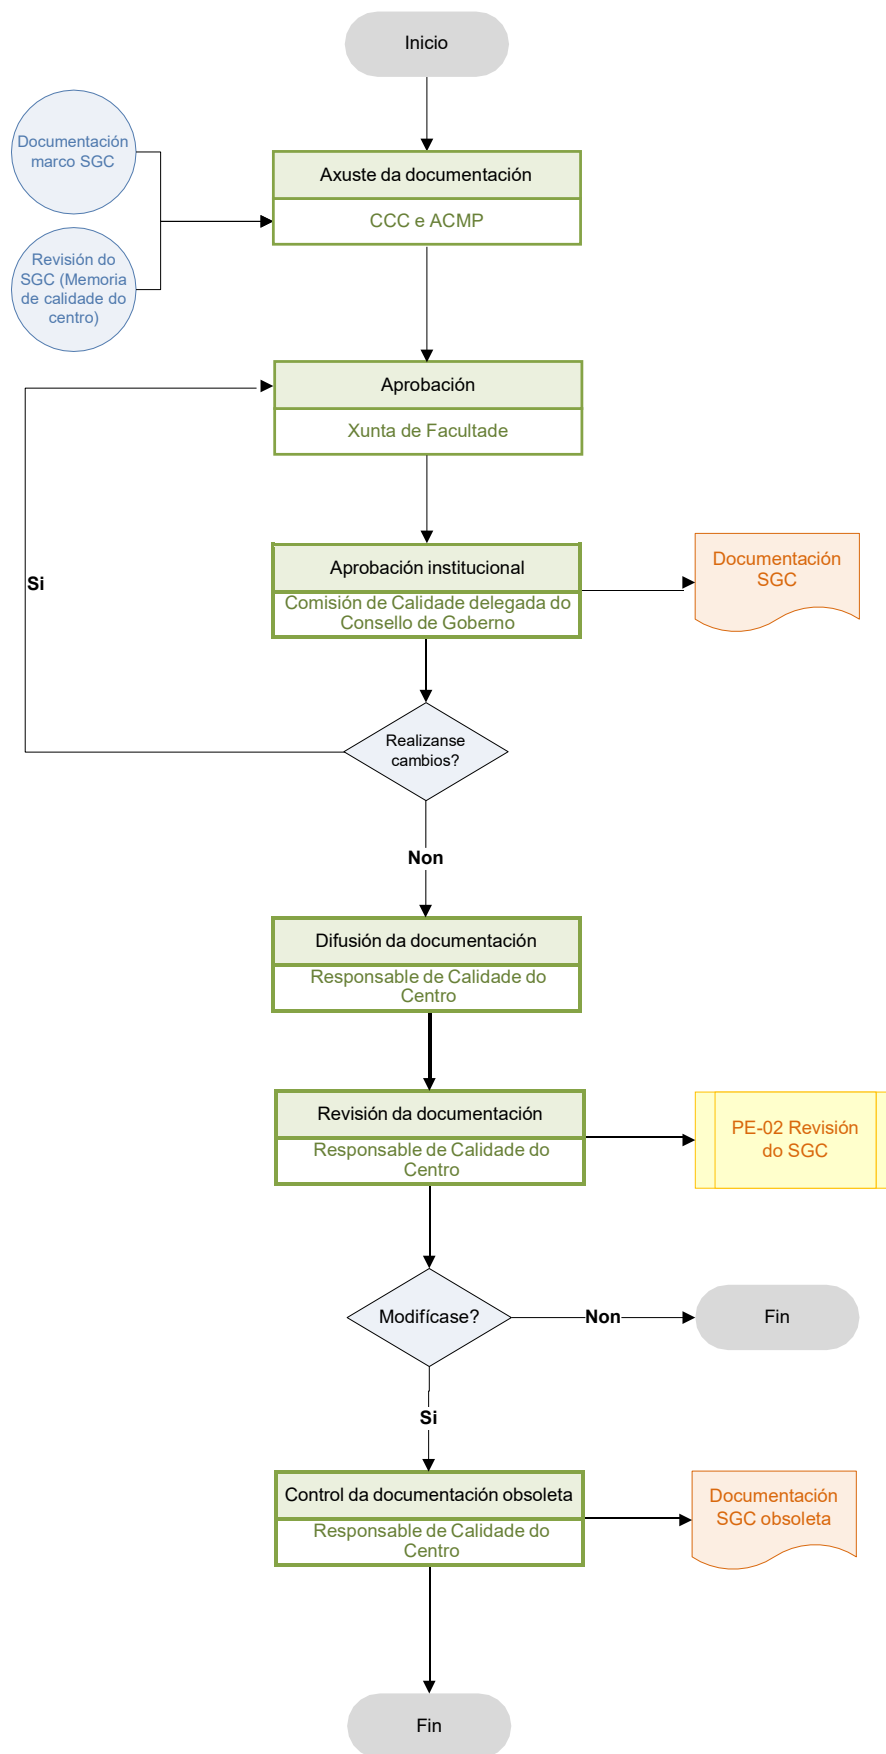 Inicio
Documentación
marco SGC
Axuste da documentación
CCC e ACMP
Revisión do
SGC (Memoria
de calidade do
centro)
Aprobación
Xunta de Facultade
Aprobación institucional
Comisión de Calidade delegada do
Consello de Goberno
Documentación
SGC
Si
Realizanse
cambios?
Non
Difusión da documentación
Responsable de Calidade do
Centro
Revisión da documentación
Responsable de Calidade do
Centro
PE-02 Revisión
do SGC
Modifícase?
Non
Fin
Si
Control da documentación obsoleta
Responsable de Calidade do
Centro
Documentación
SGC obsoleta
Fin